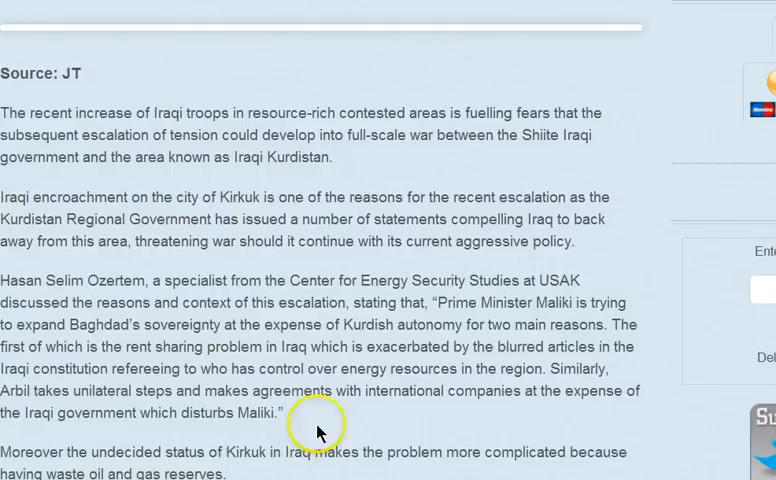 Source: JT
The recent increase of Iraqi troops in resource-rich contested areas is fuelling fears that the
subsequent escalation of tension could develop into full-scale war between the Shiite Iraqi
government and the area known as Iraqi Kurdistan.
Iraqi encroachment on the city of Kirkuk is one of the reasons for the recent escalation as the
Kurdistan Regional Government has issued a number of statements compelling Iraq to back
away from this area, threatening war should it continue with its current aggressive policy.
Hasan Selim Ozertem, a specialist from the Center for Energy Security Studies at USAK
discussed the reasons and context of this escalation, stating that, “Prime Minister Maliki is trying
to expand Baghdad’s sovereignty at the expense of Kurdish autonomy for two main reasons. The
first of which is the rent sharing problem in Iraq which is exacerbated by the blurred articles in the
Iraqi constitution refereeing to who has control over energy resources in the region. Similarly,
Arbil takes unilateral steps and makes agreements with international companies at the expense of
the Iraqi government which disturbs Maliki.”
Moreover the undecided status of Kirkuk in Iraq makes the problem more complicated because
having waste oil and gas reserves.
Ente
Del
Su